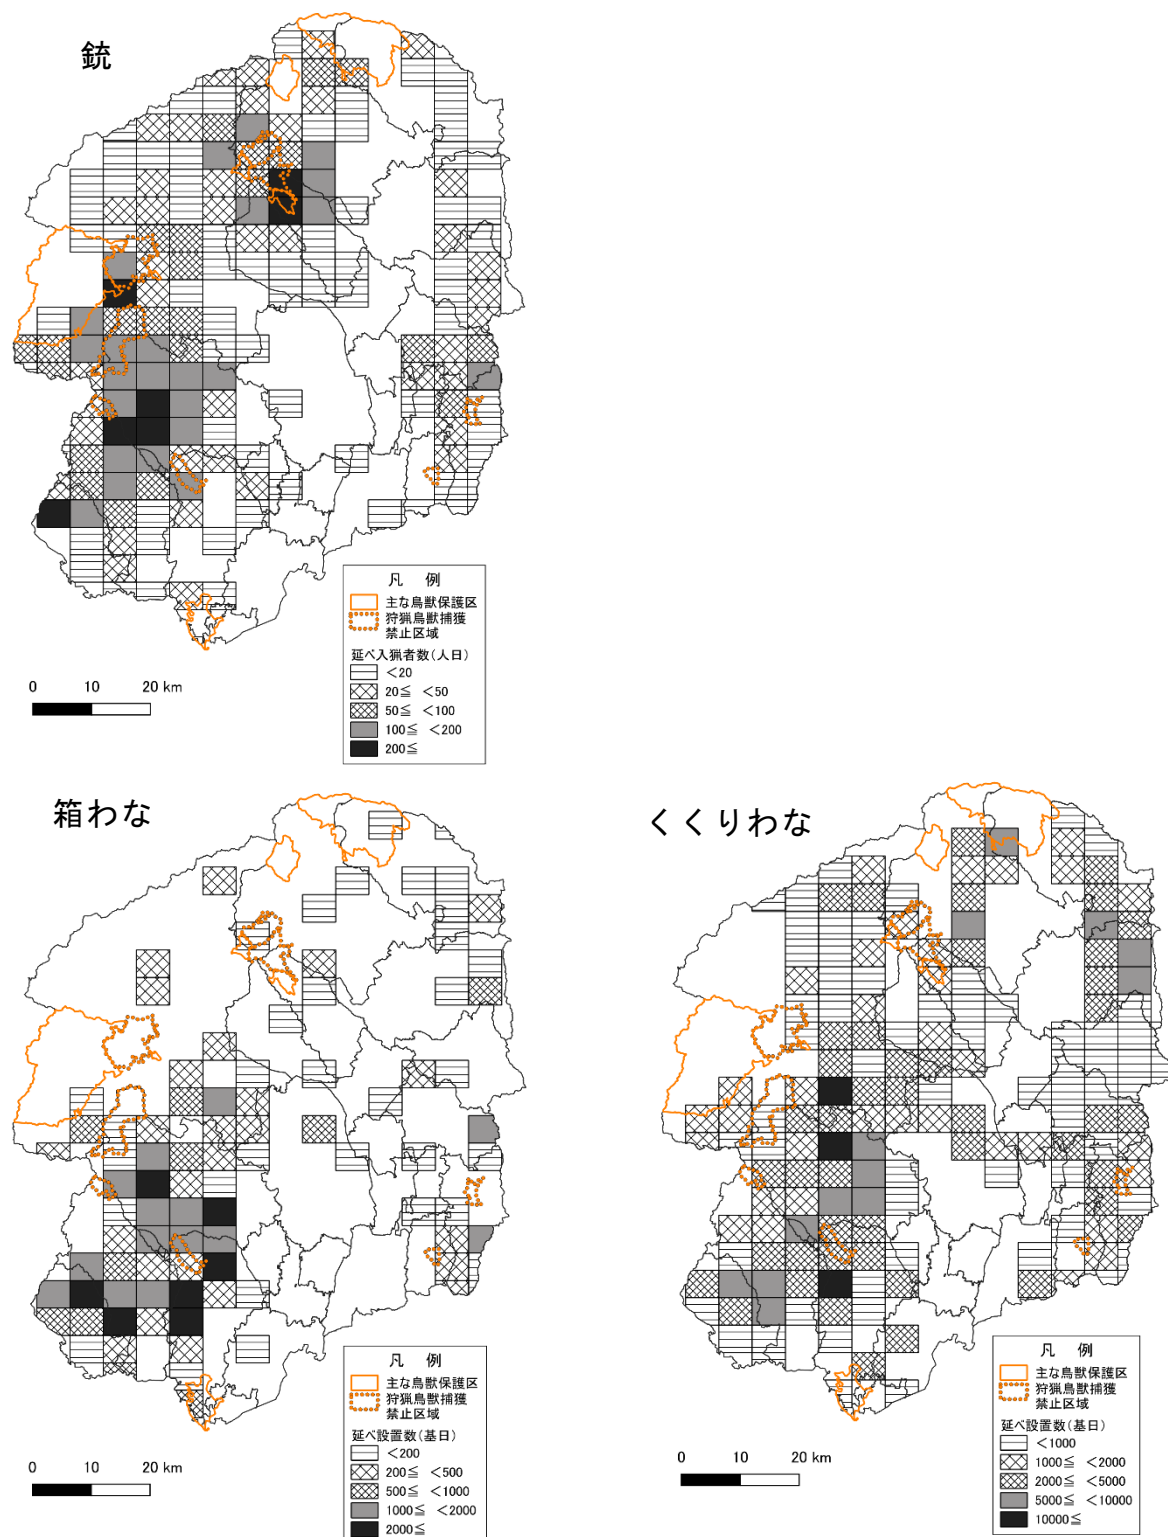 銃
凡 例
主な鳥獣保護区
狩猟鳥獣捕獲
禁止区域
延べ入猟者数(人日)
<20
20≦ <50
50≦ <100
100≦ <200
200≦
0 10 20 km
箱わな
凡 例
主な鳥獣保護区
狩猟鳥獣捕獲
禁止区域
延べ設置数(基日)
<200
200≦ <500
500≦ <1000
1000≦ <2000
2000≦
0 10 20 km
くくりわな
凡 例
主な鳥獣保護区
狩猟鳥獣捕獲
禁止区域
延べ設置数(基日)
<1000
1000≦ <2000
2000≦ <5000
5000≦ <10000
10000≦
0 10 20 km